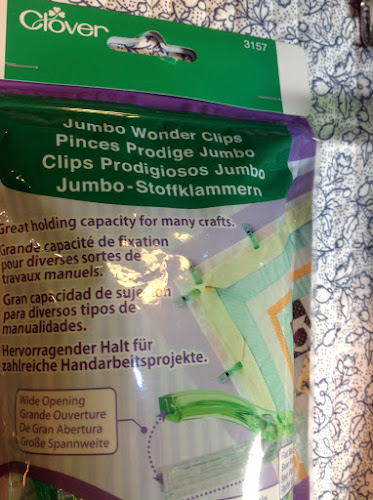 Clover
3157
Jumbo Wonder Clips
Pinces Prodige Jumbo
Clips Prodigiosos Jumbo
Jumbo-Stoffklammern
Great holding capacity for many crafts.
Grande capacité de fixation
pour diverses sortes de
travaux manuels.
Gran capacidad de sujeción
para diversos tipos de
manualidades.
Hervorragender Halt für
zahlreiche Handarbeitsprojekte.
Wide Opening
Grande Ouverture
De Gran Abertura
Große Spannweite